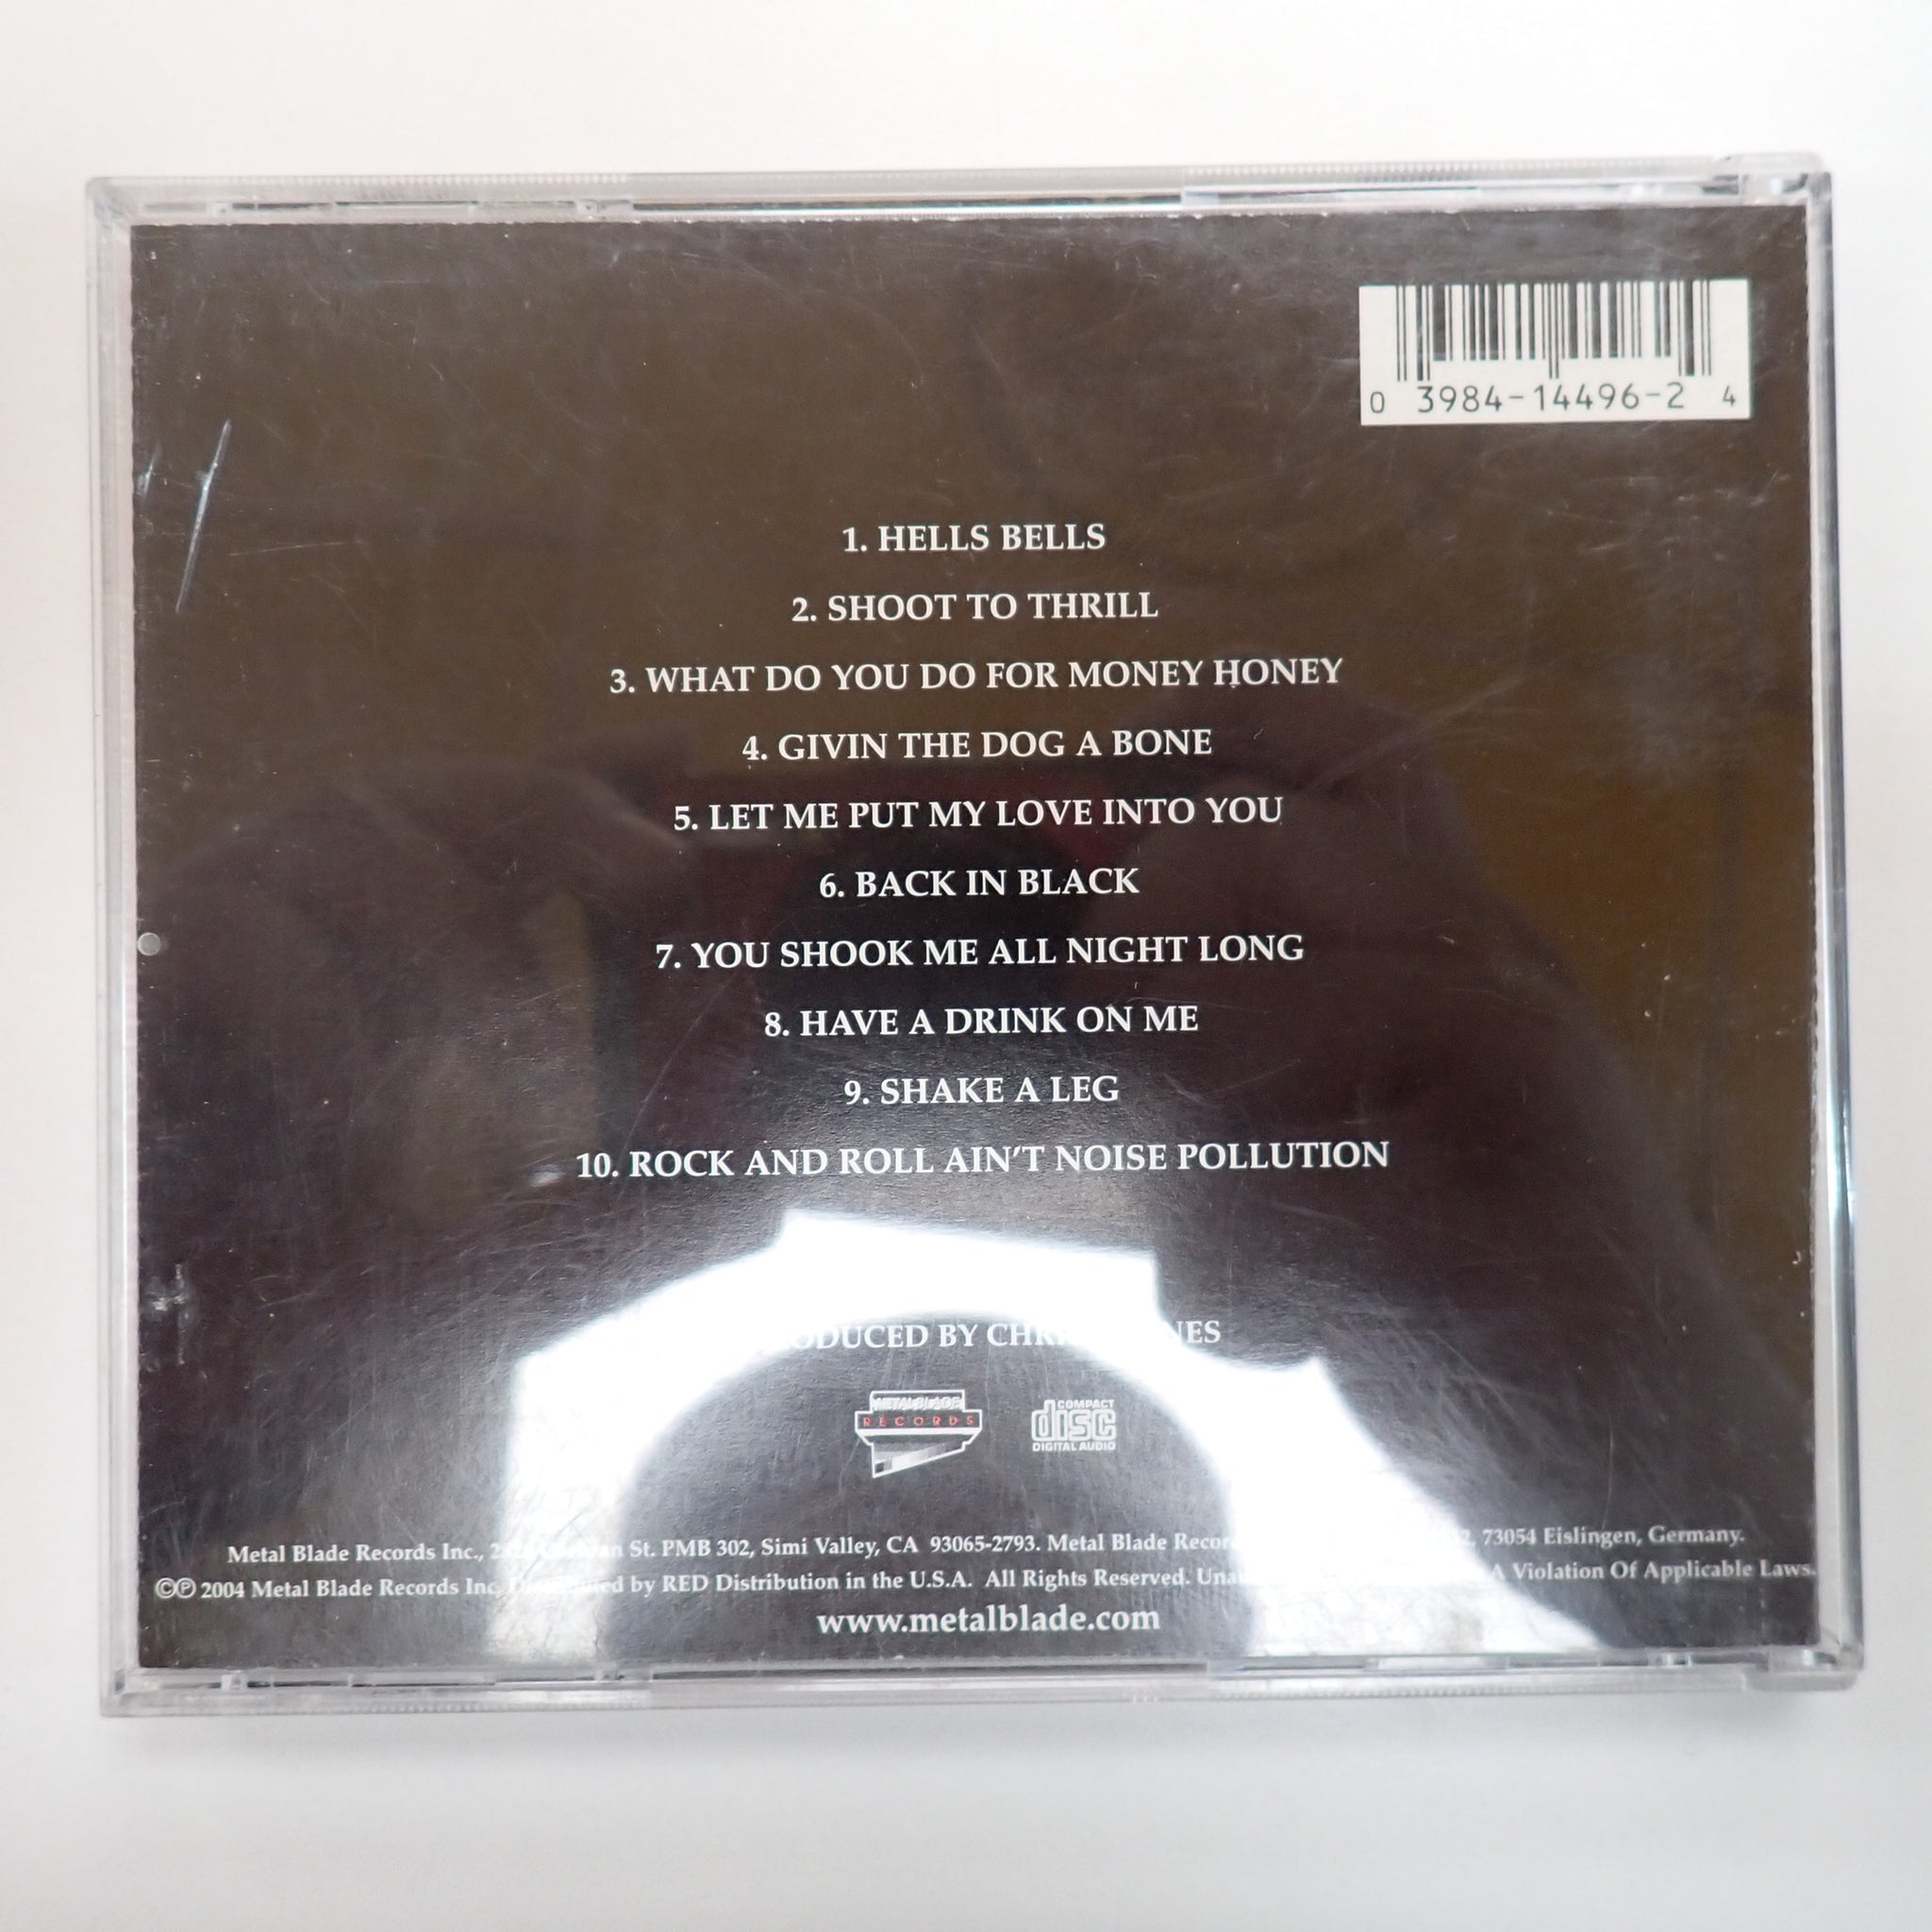 0 3984-14496-2 4
1. HELLS BELLS
2. SHOOT TO THRILL
3. WHAT DO YOU DO FOR MONEY HONEY
4. GIVIN THE DOG A BONE
5. LET ME PUT MY LOVE INTO YOU
6. BACK IN BLACK
7. YOU SHOOK ME ALL NIGHT LONG
8. HAVE A DRINK ON ME
9. SHAKE A LEG
10. ROCK AND ROLL AIN'T NOISE POLLUTION
BY
METAL BLADE
RECORDS
COMPACT
disc
DIGITAL AUDIO
Metal Blade Records Inc., St. PMB 302, Simi Valley, CA 93065-2793. Metal Blade 73054 Eislingen, Germany.
©℗ 2004 Metal Blade Records Inc. by RED Distribution in the U.S.A. All Rights Reserved. A Violation Of Applicable Laws.
www.metalblade.com